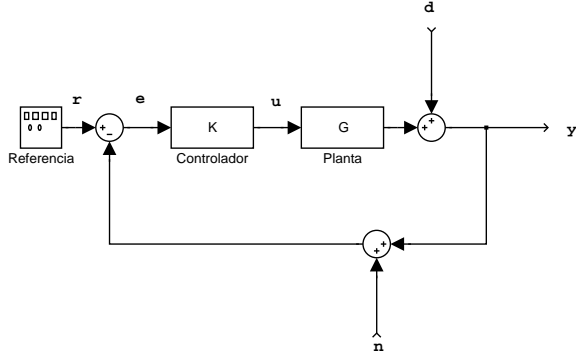 d
r
e
u
K
G
y
Referencia
Controlador
Planta
n